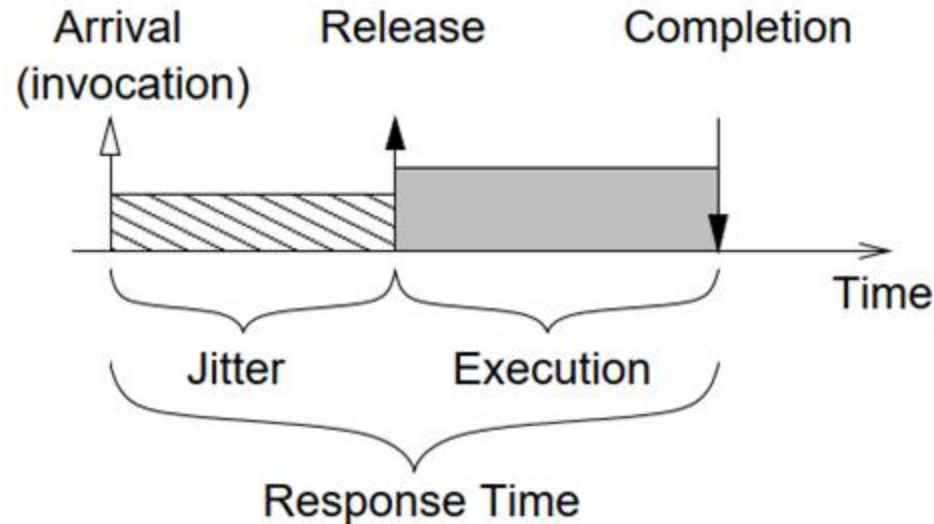 Arrival
(invocation)
Release
Completion
Time
Jitter
Execution
Response Time